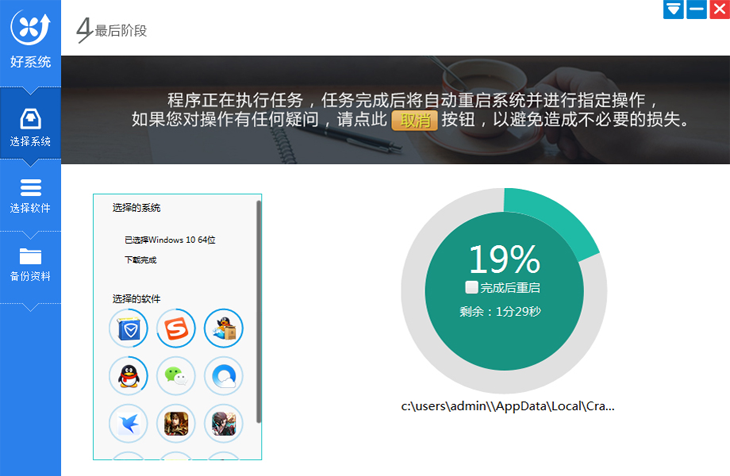 好系统
选择系统
选择软件
备份资料
4最后阶段
程序正在执行任务，任务完成后将自动重启系统并进行指定操作，
如果您对操作有任何疑问，请点此 取消 按钮，以避免造成不必要的损失。
选择的系统
已选择Windows 10 64位
下载完成
选择的软件
19%
完成后重启
剩余：1分29秒
c:\users\admin\\AppData\Local\Cra...